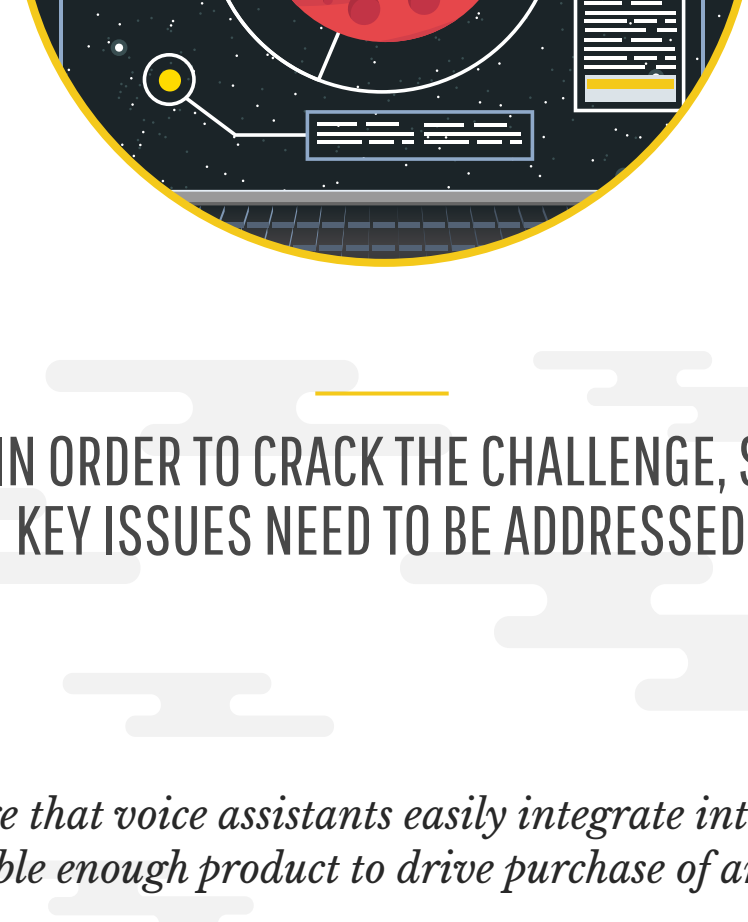 IN ORDER TO CRACK THE CHALLENGE,
KEY ISSUES NEED TO BE ADDRESSED
that voice assistants easily integrate
enough product to drive purchase of